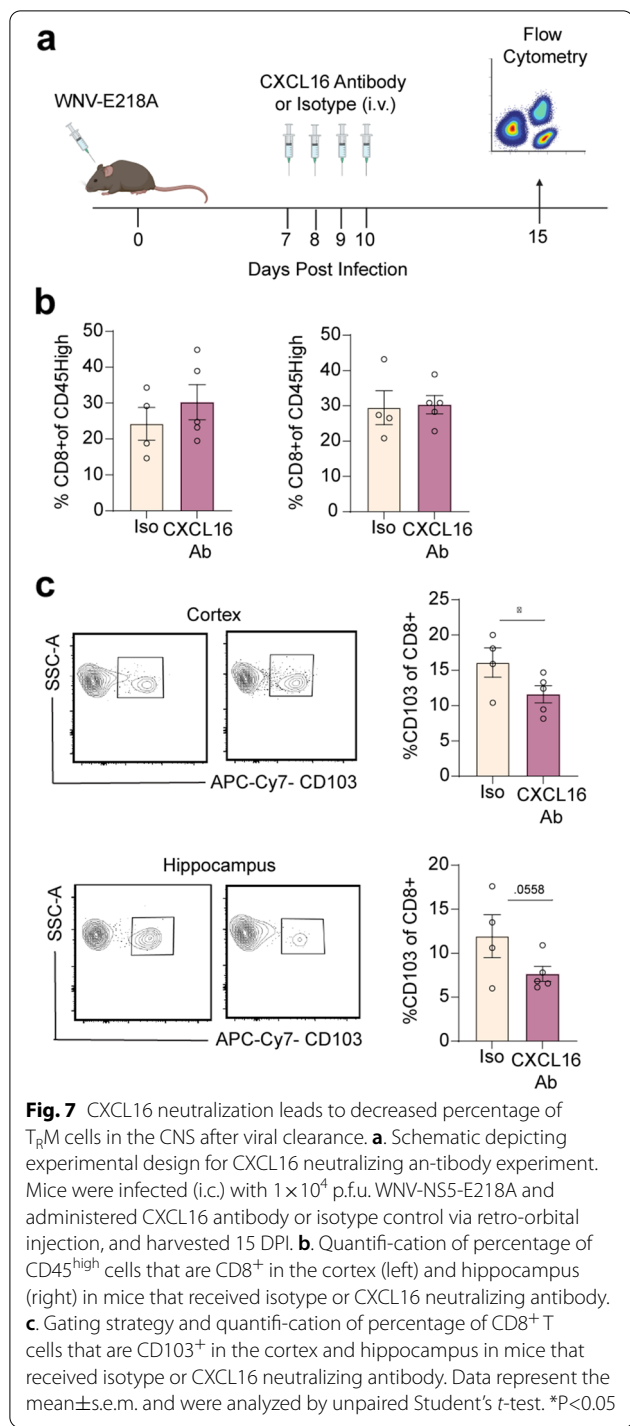 a
WNV-E218A
CXCL16 Antibody
or Isotype (i.v.)
Flow
Cytometry
0
7
8
9
10
15
Days Post Infection
b
% CD8+of CD45High
50
40
30
20
10
0
Iso
CXCL16
Ab
% CD8+of CD45High
50
40
30
20
10
0
Iso
CXCL16
Ab
c
Cortex
SSC-A
APC-Cy7- CD103
%CD103 of CD8+
25
20
15
10
5
0
Iso
CXCL16
Ab
Hippocampus
SSC-A
APC-Cy7- CD103
%CD103 of CD8+
20
15
10
5
0
.0558
Iso
CXCL16
Ab
Fig. 7 CXCL16 neutralization leads to decreased percentage of
TRM cells in the CNS after viral clearance. a. Schematic depicting
experimental design for CXCL16 neutralizing an-tibody experiment.
Mice were infected (i.c.) with 1×10⁴ p.f.u. WNV-NS5-E218A and
administered CXCL16 antibody or isotype control via retro-orbital
injection, and harvested 15 DPI. b. Quantifi-cation of percentage of
CD45high cells that are CD8+ in the cortex (left) and hippocampus
(right) in mice that received isotype or CXCL16 neutralizing antibody.
c. Gating strategy and quantifi-cation of percentage of CD8+ T
cells that are CD103+ in the cortex and hippocampus in mice that
received isotype or CXCL16 neutralizing antibody. Data represent the
mean±s.e.m. and were analyzed by unpaired Student's t-test. *P<0.05